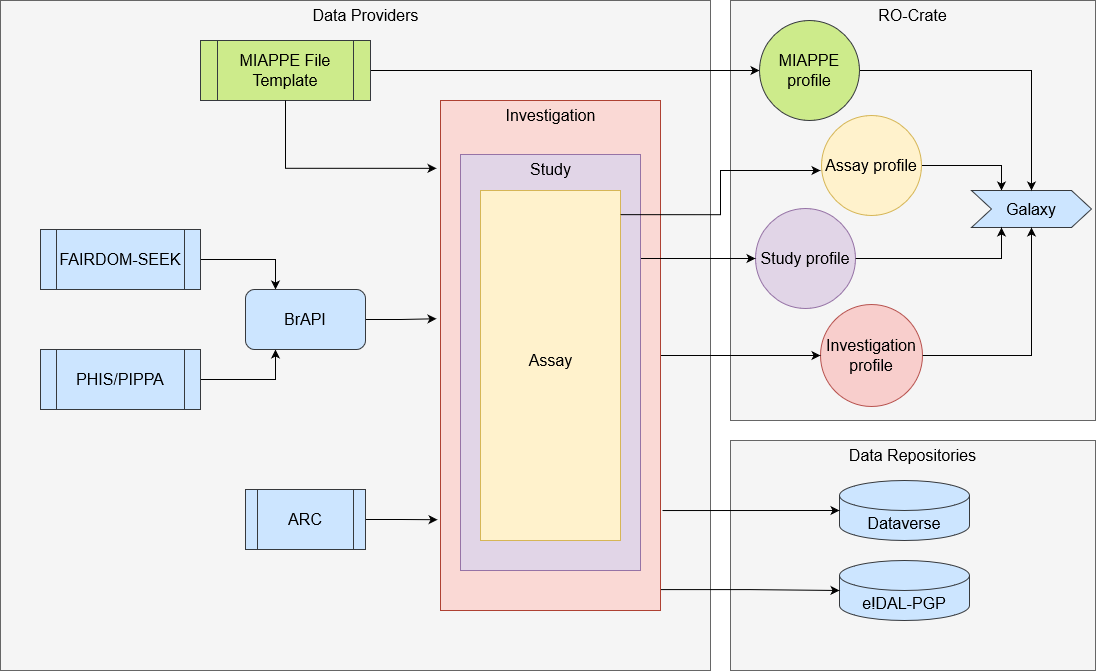 Data Providers
MIAPPE File
Template
Investigation
Study
Assay
FAIRDOM-SEEK
BrAPI
PHIS/PIPPA
ARC
RO-Crate
MIAPPE
profile
Assay profile
Study profile
Investigation
profile
Galaxy
Data Repositories
Dataverse
e!DAL-PGP